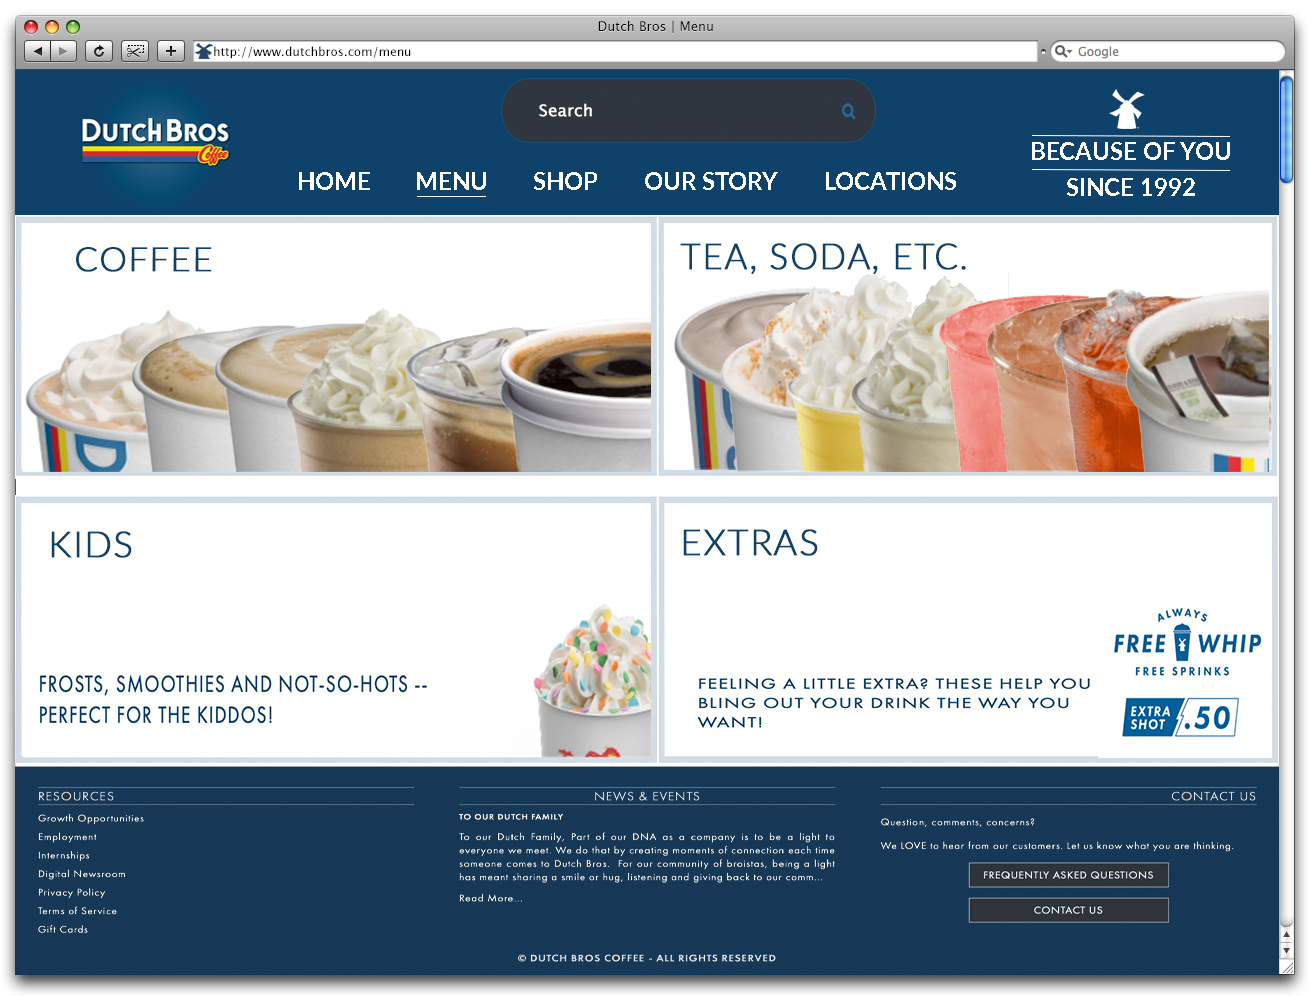 Dutch Bros | Menu
http://www.dutchbros.com/menu
Google
DUTCH BROS
Coffee
Search
HOME MENU SHOP OUR STORY LOCATIONS
BECAUSE OF YOU
SINCE 1992
COFFEE
TEA, SODA, ETC.
KIDS
FROSTS, SMOOTHIES AND NOT-SO-HOTS --
PERFECT FOR THE KIDDOS!
EXTRAS
FEELING A LITTLE EXTRA? THESE HELP YOU
BLING OUT YOUR DRINK THE WAY YOU
WANT!
ALWAYS
FREE WHIP
FREE SPRINKS
EXTRA
SHOT .50
RESOURCES
Growth Opportunities
Employment
Internships
Digital Newsroom
Privacy Policy
Terms of Service
Gift Cards
NEWS & EVENTS
TO OUR DUTCH FAMILY
To our Dutch Family, Part of our DNA as a company is to be a light to
everyone we meet. We do that by creating moments of connection each time
someone comes to Dutch Bros. For our community of broistas, being a light
has meant sharing a smile or hug, listening and giving back to our comm...
Read More...
CONTACT US
Question, comments, concerns?
We LOVE to hear from our customers. Let us know what you are thinking.
FREQUENTLY ASKED QUESTIONS
CONTACT US
© DUTCH BROS COFFEE - ALL RIGHTS RESERVED